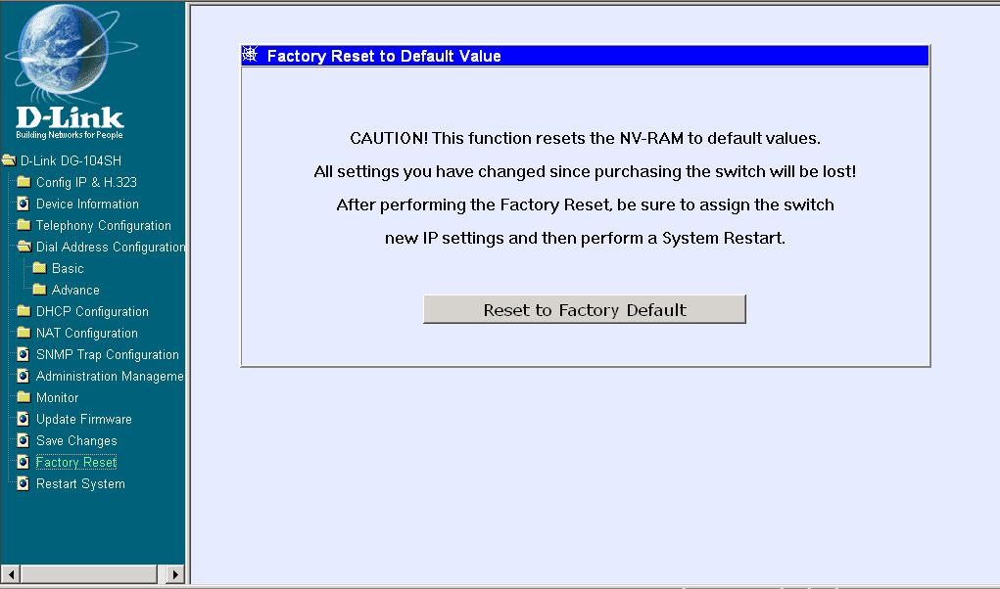 D-Link
Building Networks for People
D-Link DG-104SH
Config IP & H.323
Device Information
Telephony Configuration
Dial Address Configuration
Basic
Advance
DHCP Configuration
NAT Configuration
SNMP Trap Configuration
Administration Manageme
Monitor
Update Firmware
Save Changes
Factory Reset
Restart System
Factory Reset to Default Value
CAUTION! This function resets the NV-RAM to default values.
All settings you have changed since purchasing the switch will be lost!
After performing the Factory Reset, be sure to assign the switch
new IP settings and then perform a System Restart.
Reset to Factory Default